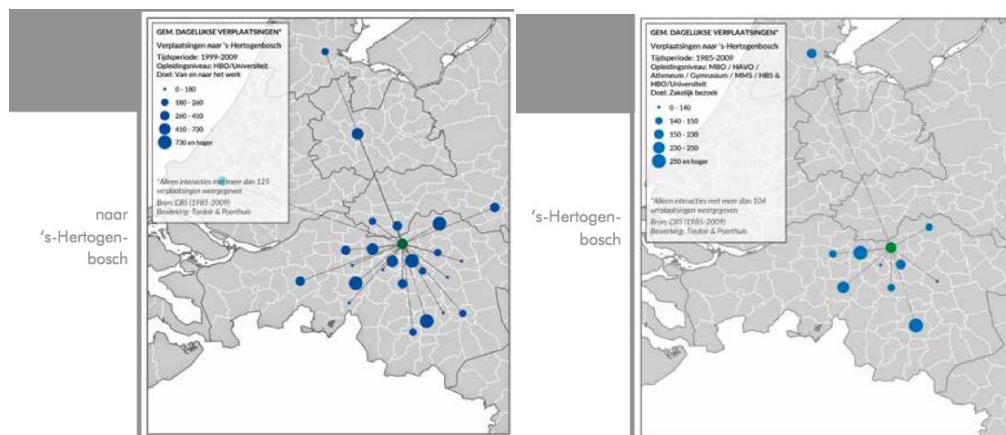 GEM. DAGELIJKSE VERPLAATSINGEN*
Verplaatsingen naar 's-Hertogenbosch
Tijdsperiode: 1999-2009
Opleidingsniveau: HBO/Universiteit
Doel: Van en naar het werk
0 - 180
180 - 260
260 - 410
410 - 730
730 en hoger
*Alleen interacties met meer dan 125
verplaatsingen weergegeven
Bron: CBS (1985-2009)
Bewerking: Tordoir & Poorthuis
naar
's-Hertogen-
bosch
GEM. DAGELIJKSE VERPLAATSINGEN*
Verplaatsingen naar 's-Hertogenbosch
Tijdsperiode: 1985-2009
Opleidingsniveau: MBO / HAVO /
Atheneum / Gymnasium / MMS / HBS &
HBO/Universiteit
Doel: Zakelijk bezoek
0 - 140
140 - 150
150 - 230
230 - 250
250 en hoger
*Alleen interacties met meer dan 104
verplaatsingen weergegeven
Bron: CBS (1985-2009)
Bewerking: Tordoir & Poorthuis
's-Hertogen-
bosch